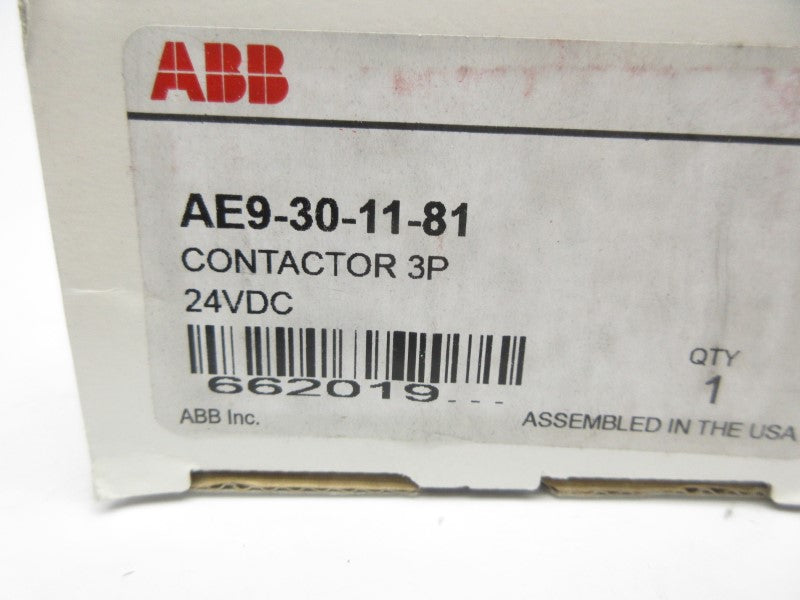 ABB
AE9-30-11-81
CONTACTOR 3P
24VDC
662019---
QTY
1
ABB Inc.
ASSEMBLED IN THE USA